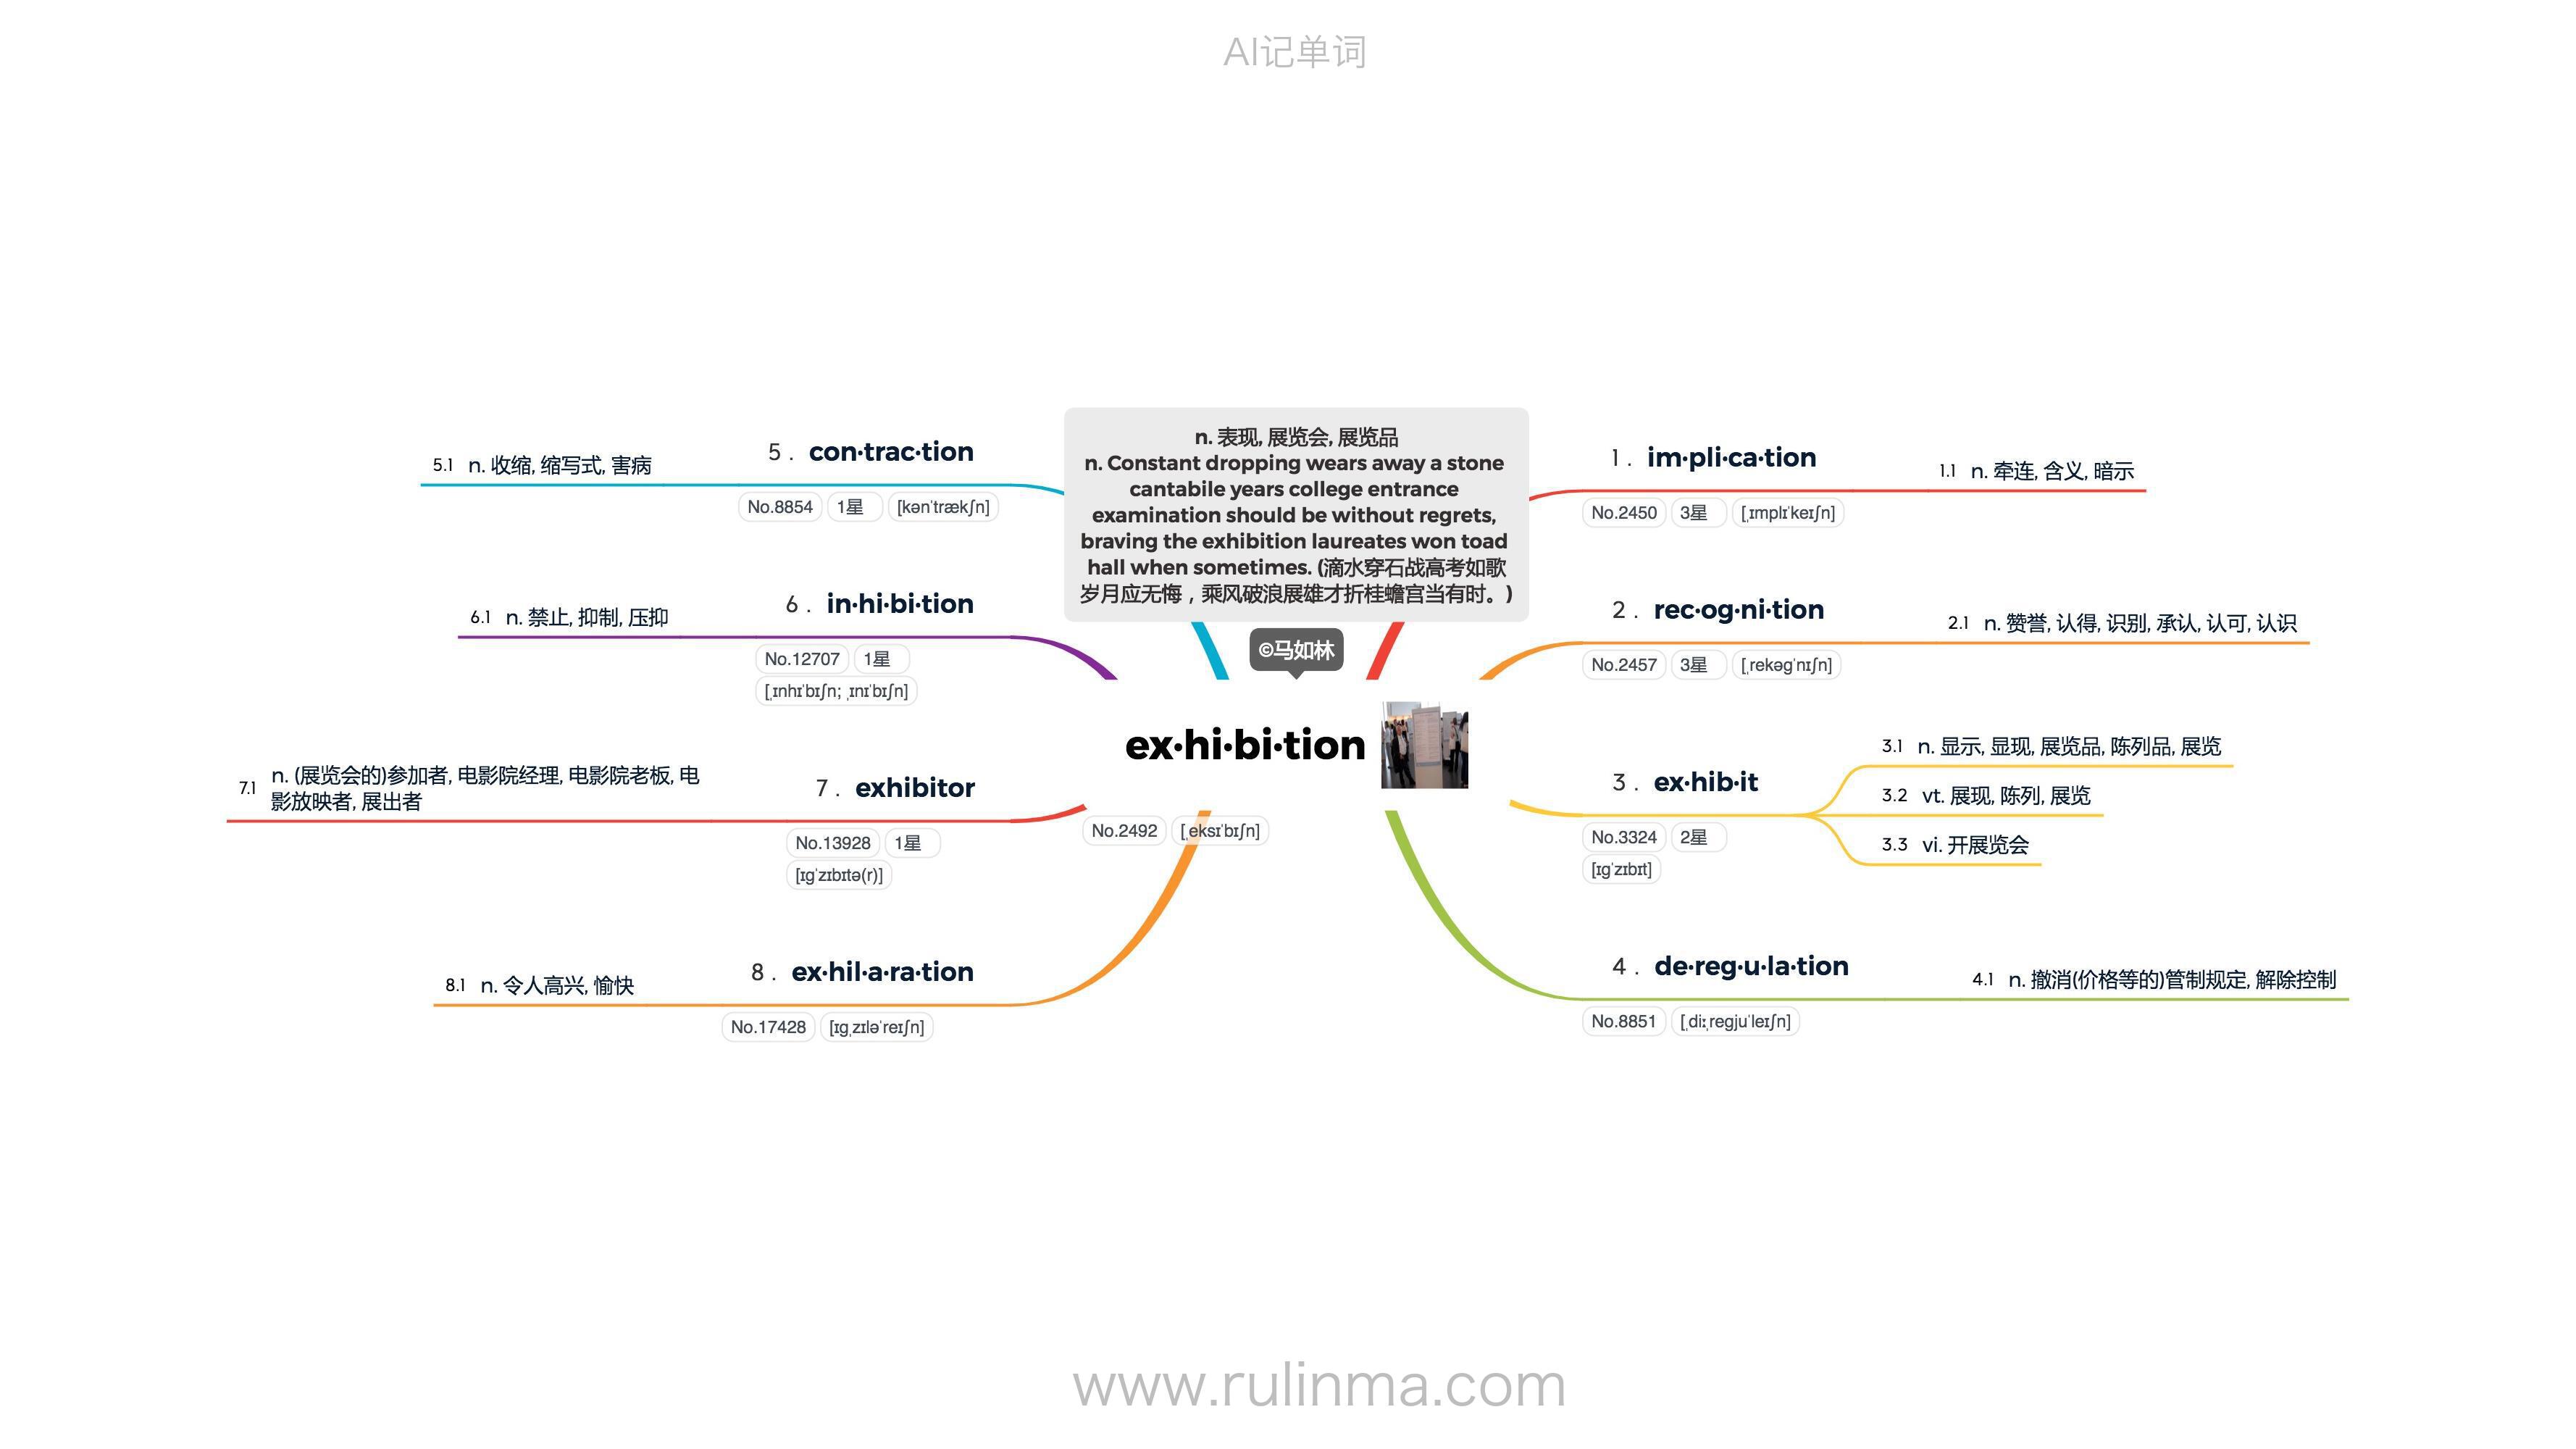 AI记单词
n. 表现, 展览会, 展览品
n. Constant dropping wears away a stone
cantabile years college entrance
examination should be without regrets,
braving the exhibition laureates won toad
hall when sometimes. (滴水穿石战高考如歌
岁月应无悔，乘风破浪展雄才折桂蟾宫当有时。)
©马如林
ex·hi·bi·tion
No.2492 [ˌeksɪˈbɪʃn]
1 . im·pli·ca·tion
No.2450 3星 [ˌɪmplɪˈkeɪʃn]
1.1 n. 牵连, 含义, 暗示
2 . rec·og·ni·tion
No.2457 3星 [ˌrekəɡˈnɪʃn]
2.1 n. 赞誉, 认得, 识别, 承认, 认可, 认识
3 . ex·hib·it
No.3324 2星
[ɪɡˈzɪbɪt]
3.1 n. 显示, 显现, 展览品, 陈列品, 展览
3.2 vt. 展现, 陈列, 展览
3.3 vi. 开展览会
4 . de·reg·u·la·tion
No.8851 [ˌdiːˌreɡjuˈleɪʃn]
4.1 n. 撤消(价格等的)管制规定, 解除控制
5 . con·trac·tion
No.8854 1星 [kənˈtrækʃn]
5.1 n. 收缩, 缩写式, 害病
6 . in·hi·bi·tion
No.12707 1星
[ˌɪnhɪˈbɪʃn; ˌɪnɪˈbɪʃn]
6.1 n. 禁止, 抑制, 压抑
7 . exhibitor
No.13928 1星
[ɪɡˈzɪbɪtə(r)]
7.1 n. (展览会的)参加者, 电影院经理, 电影院老板, 电
影放映者, 展出者
8 . ex·hil·a·ra·tion
No.17428 [ɪɡˌzɪləˈreɪʃn]
8.1 n. 令人高兴, 愉快
www.rulinma.com